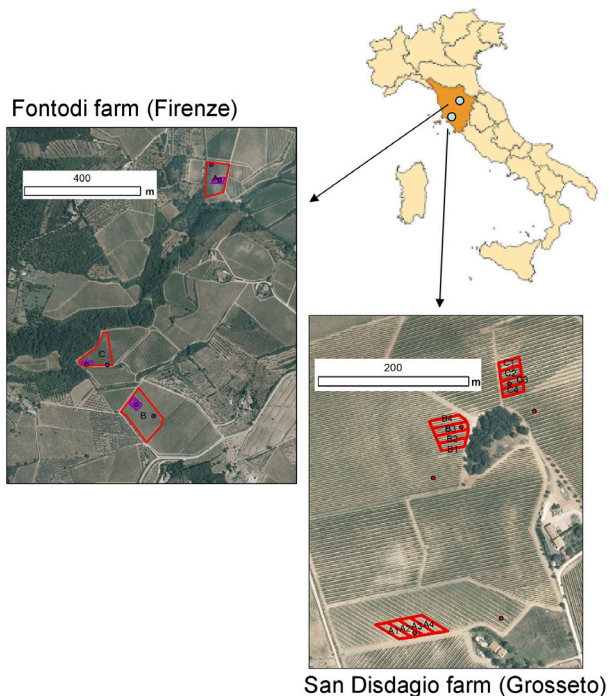 Fontodi farm (Firenze)
400
m
A
C
B
200
m
C1
C2
C3
C4
B4
B3
B2
B1
A1
A2
A3
A4
San Disdagio farm (Grosseto)